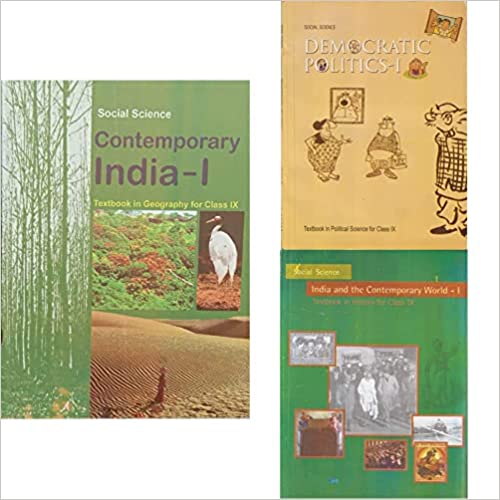 Social Science
Contemporary
India-I
Textbook in Geography for Class IX
SOCIAL SCIENCE
DEMOCRATIC
POLITICS-I
Textbook in Political Science for Class IX
Social Science
India and the Contemporary World - I
Textbook in History for Class IX